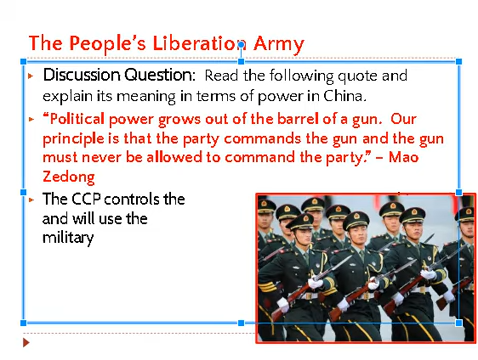 The People's Liberation Army
Discussion Question: Read the following quote and
explain its meaning in terms of power in China.
"Political power grows out of the barrel of a gun. Our
principle is that the party commands the gun and the gun
must never be allowed to command the party." – Mao
Zedong
The CCP controls the
and will use the
military